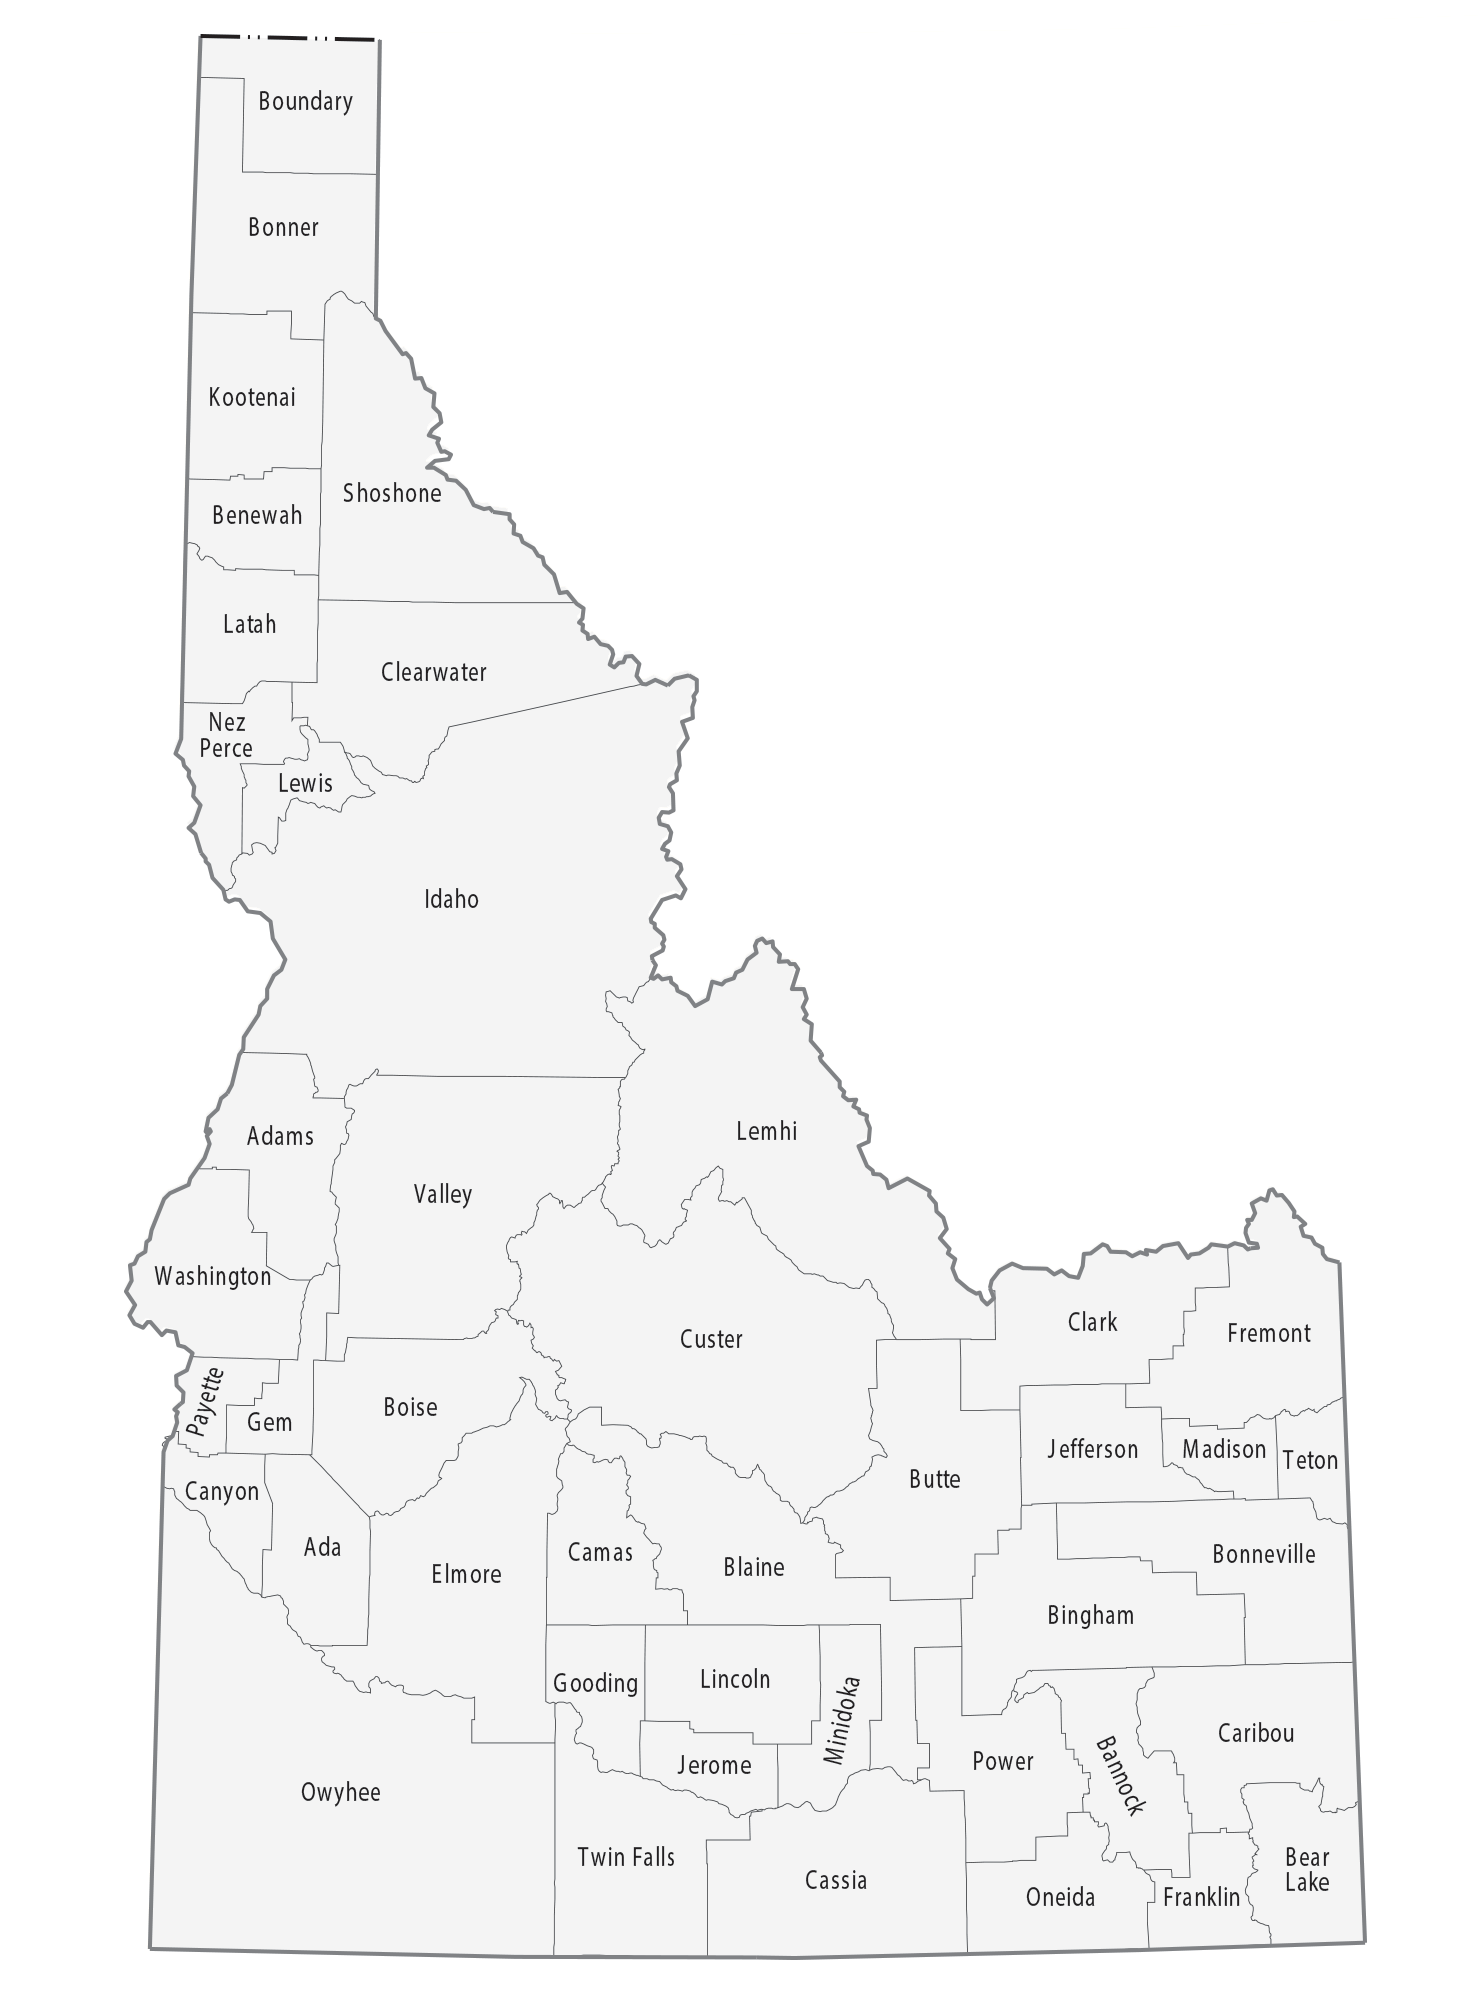 Boundary
Bonner
Kootenai
Shoshone
Benewah
Latah
Clearwater
Nez
Perce
Lewis
Idaho
Adams
Lemhi
Valley
Washington
Clark
Fremont
Custer
Payette
Boise
Gem
Jefferson
Madison
Teton
Butte
Canyon
Ada
Camas
Bonneville
Blaine
Elmore
Bingham
Gooding
Lincoln
Minidoka
Caribou
Jerome
Power
Bannock
Owyhee
Twin Falls
Cassia
Bear
Lake
Oneida
Franklin